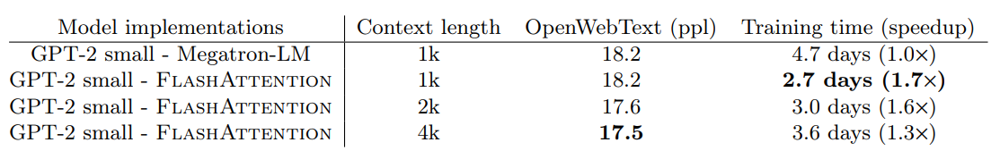 Model implementations Context length OpenWebText (ppl) Training time (speedup)
GPT-2 small - Megatron-LM 1k 18.2 4.7 days (1.0×)
GPT-2 small - FLASHATTENTION 1k 18.2 2.7 days (1.7×)
GPT-2 small - FLASHATTENTION 2k 17.6 3.0 days (1.6×)
GPT-2 small - FLASHATTENTION 4k 17.5 3.6 days (1.3×)